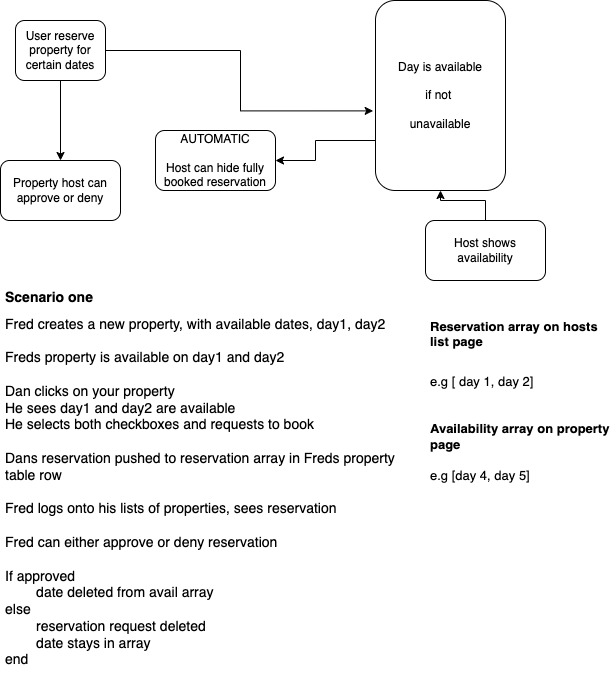 User reserve
property for
certain dates
Day is available
if not
unavailable
AUTOMATIC
Host can hide fully
booked reservation
Property host can
approve or deny
Host shows
availability
Scenario one
Fred creates a new property, with available dates, day1, day2
Freds property is available on day1 and day2
Dan clicks on your property
He sees day1 and day2 are available
He selects both checkboxes and requests to book
Dans reservation pushed to reservation array in Freds property
table row
Fred logs onto his lists of properties, sees reservation
Fred can either approve or deny reservation
If approved
date deleted from avail array
else
reservation request deleted
date stays in array
end
Reservation array on hosts
list page
e.g [ day 1, day 2]
Availability array on property
page
e.g [day 4, day 5]